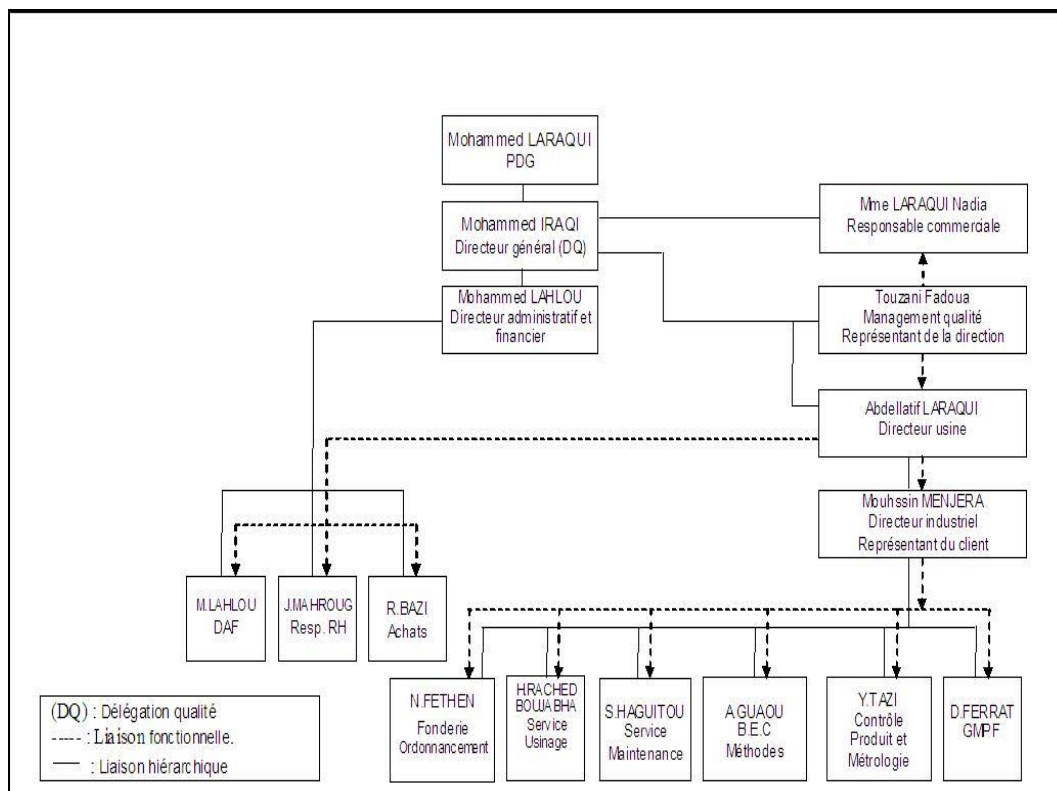 Mohammed LARAQUI
PDG
Mohammed IRAQI
Directeur général (DQ)
Mme LARAQUI Nadia
Responsable commerciale
Mohammed LAHLOU
Directeur administratif et
financier
Touzani Fadoua
Management qualité
Représentant de la direction
Abdellatif LARAQUI
Directeur usine
Mouhssin MENJERA
Directeur industriel
Représentant du client
M.LAHLOU
DAF
J.MAHROUG
Resp. RH
R.BAZI
Achats
N.FETHEN
Fonderie
Ordonnancement
H.RACHED
BOUJABHA
Service
Usinage
S.HAGUITOU
Service
Maintenance
A.GUAOU
B.E.C
Méthodes
Y.TAZI
Contrôle
Produit et
Métrologie
D.FERRAT
GMPF
(DQ) : Délégation qualité
----- : Liaison fonctionnelle.
: Liaison hiérarchique